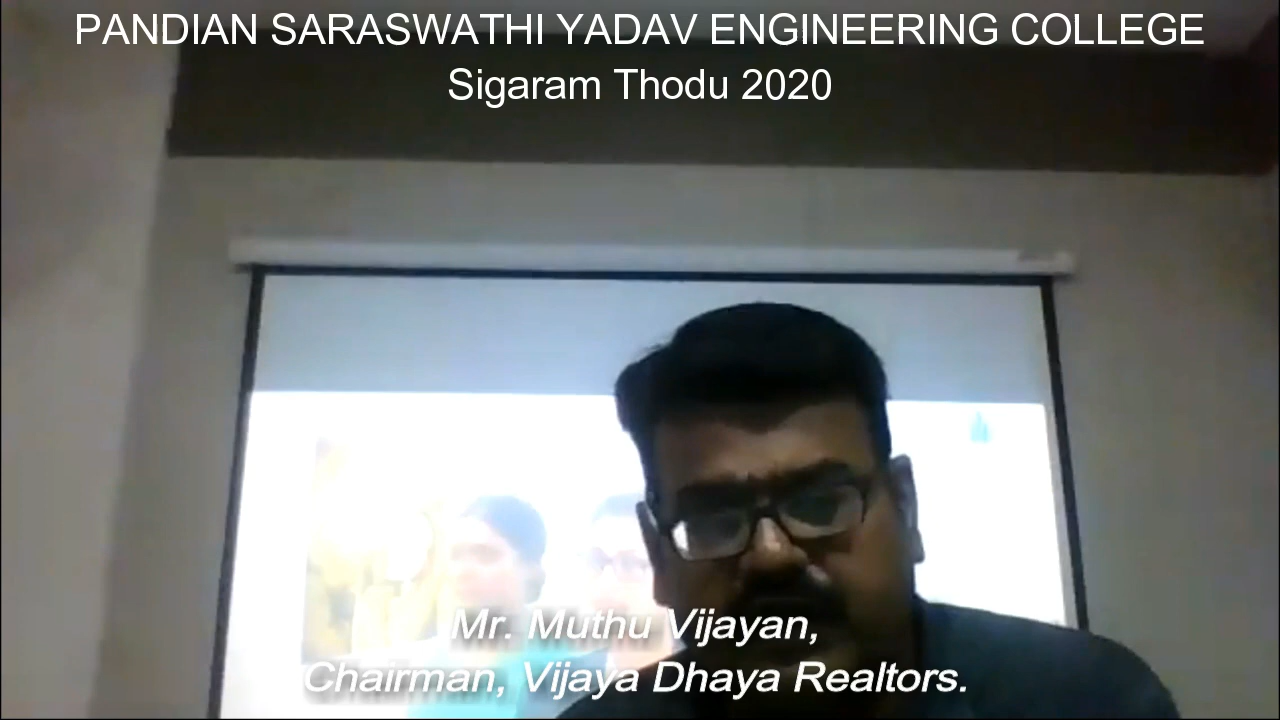 PANDIAN SARASWATHI YADAV ENGINEERING COLLEGE
Sigaram Thodu 2020
Mr. Muthu Vijayan,
Chairman, Vijaya Dhaya Realtors.